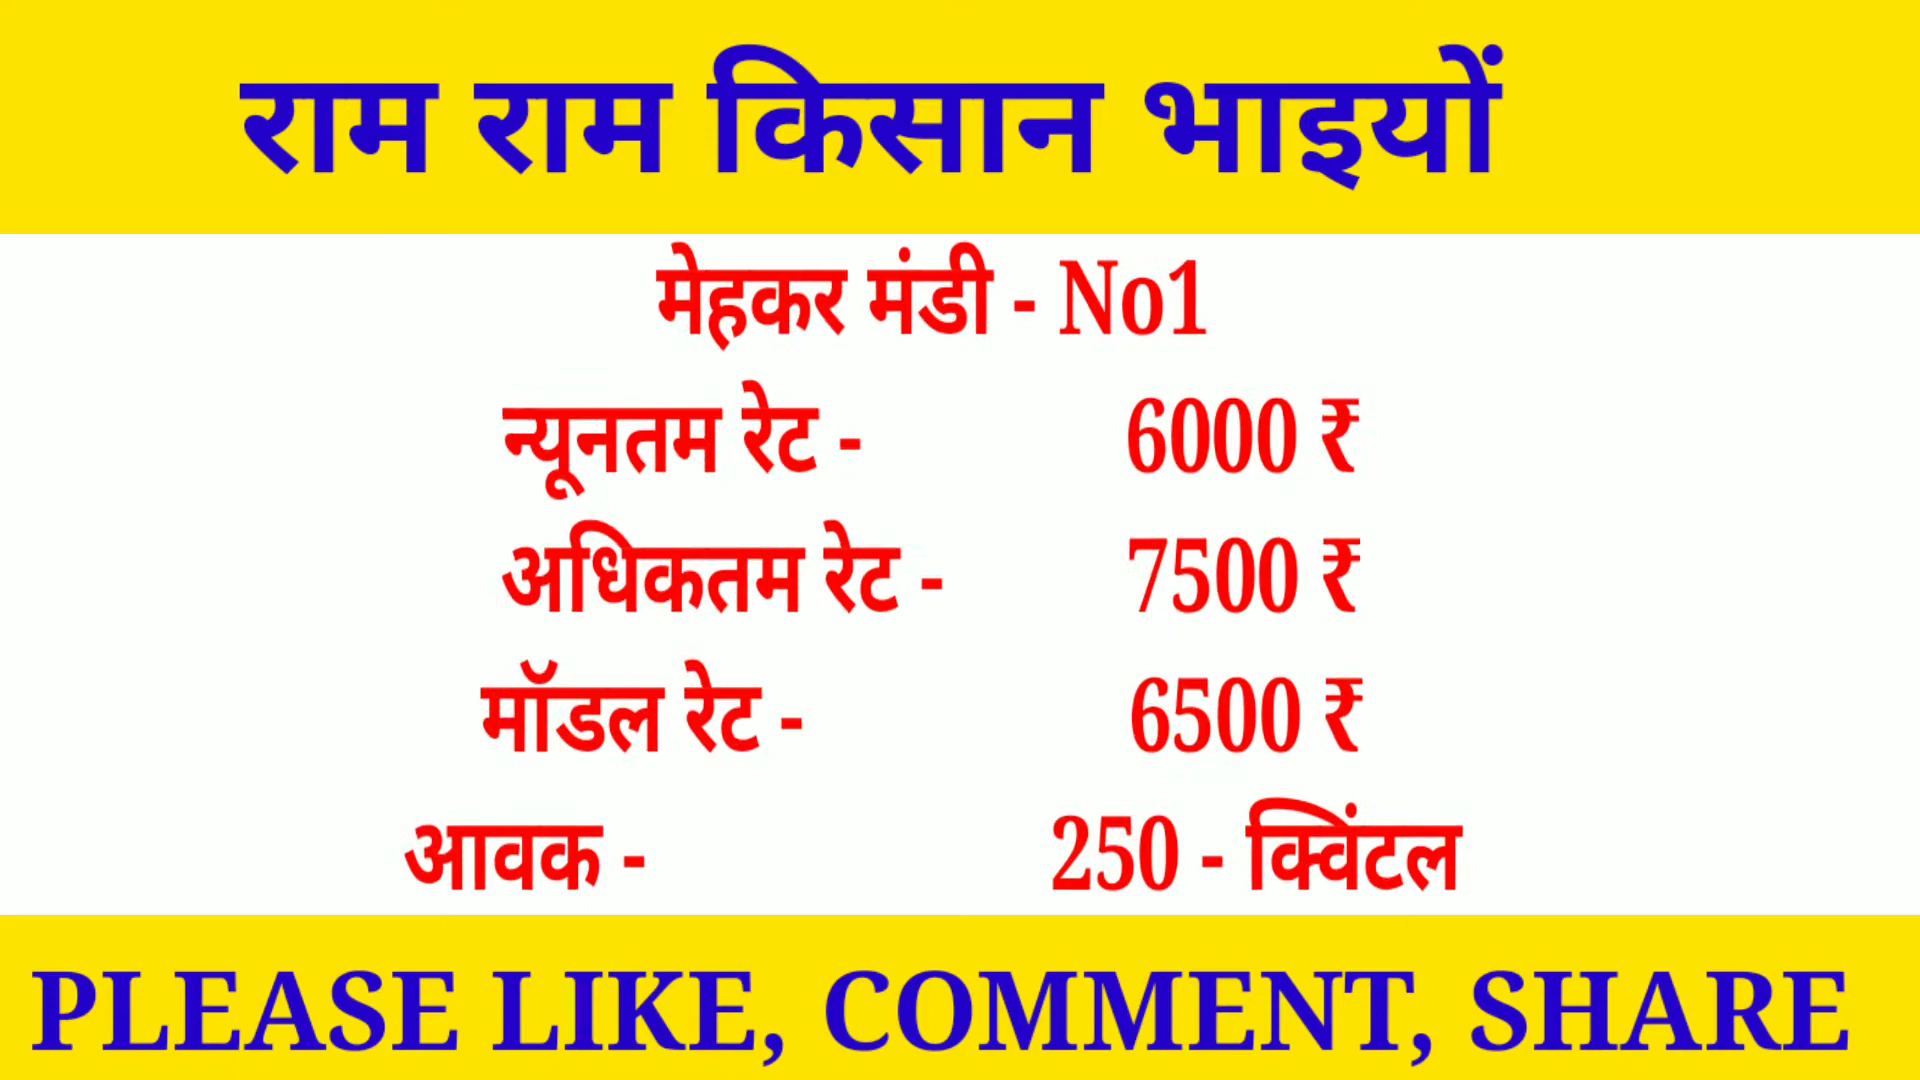 राम राम किसान भाइयों
मेहकर मंडी - No1
न्यूनतम रेट - 6000 ₹
अधिकतम रेट - 7500 ₹
मॉडल रेट - 6500 ₹
आवक - 250 - क्विंटल
PLEASE LIKE, COMMENT, SHARE